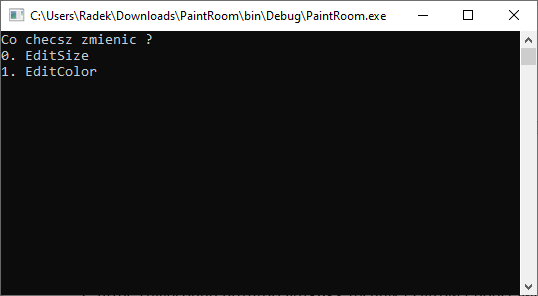 C:\Users\Radek\Downloads\PaintRoom\bin\Debug\PaintRoom.exe
Co checsz zmienic ?
0. EditSize
1. EditColor